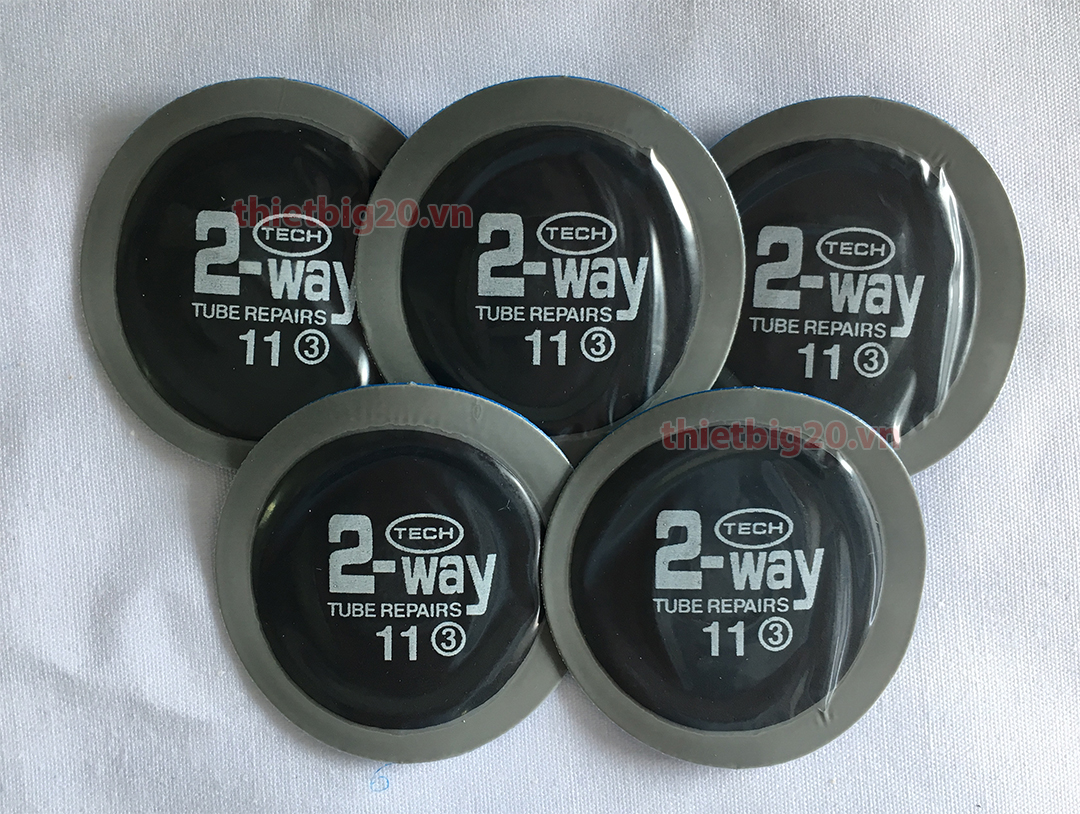 thietbig20.vn
TECH
2-way
TUBE REPAIRS
11 ③
TECH
2-way
TUBE REPAIRS
11 ③
TECH
2-way
TUBE REPAIRS
11 ③
thietbig20.vn
TECH
2-way
TUBE REPAIRS
11 ③
TECH
2-way
TUBE REPAIRS
11 ③